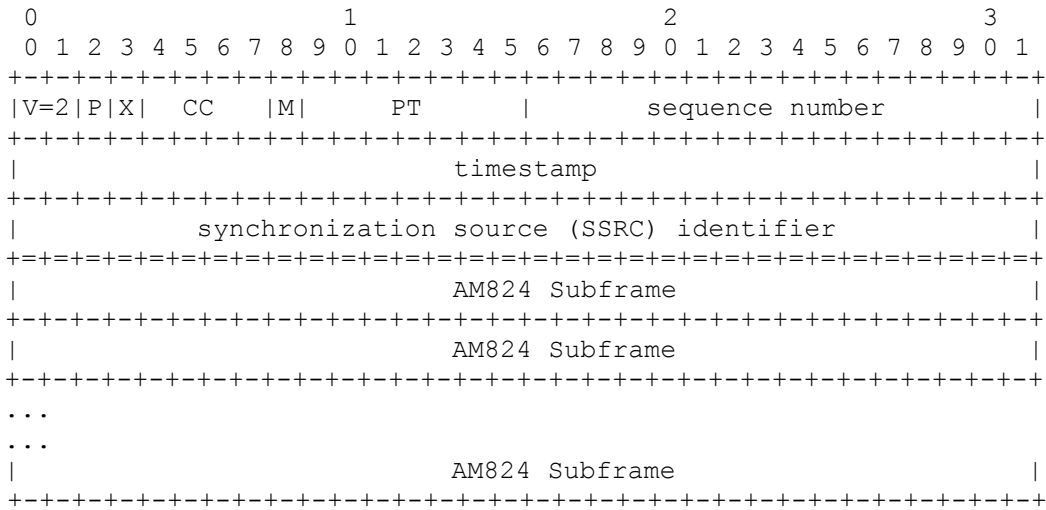 0                   1                   2                   3
 0 1 2 3 4 5 6 7 8 9 0 1 2 3 4 5 6 7 8 9 0 1 2 3 4 5 6 7 8 9 0 1
+-+-+-+-+-+-+-+-+-+-+-+-+-+-+-+-+-+-+-+-+-+-+-+-+-+-+-+-+-+-+-+-+
|V=2|P|X|  CC   |M|     PT      |       sequence number         |
+-+-+-+-+-+-+-+-+-+-+-+-+-+-+-+-+-+-+-+-+-+-+-+-+-+-+-+-+-+-+-+-+
|                           timestamp                           |
+-+-+-+-+-+-+-+-+-+-+-+-+-+-+-+-+-+-+-+-+-+-+-+-+-+-+-+-+-+-+-+-+
|           synchronization source (SSRC) identifier            |
+=+=+=+=+=+=+=+=+=+=+=+=+=+=+=+=+=+=+=+=+=+=+=+=+=+=+=+=+=+=+=+=+
|                           AM824 Subframe                      |
+-+-+-+-+-+-+-+-+-+-+-+-+-+-+-+-+-+-+-+-+-+-+-+-+-+-+-+-+-+-+-+-+
|                           AM824 Subframe                      |
+-+-+-+-+-+-+-+-+-+-+-+-+-+-+-+-+-+-+-+-+-+-+-+-+-+-+-+-+-+-+-+-+
...
...
|                           AM824 Subframe                      |
+-+-+-+-+-+-+-+-+-+-+-+-+-+-+-+-+-+-+-+-+-+-+-+-+-+-+-+-+-+-+-+-+